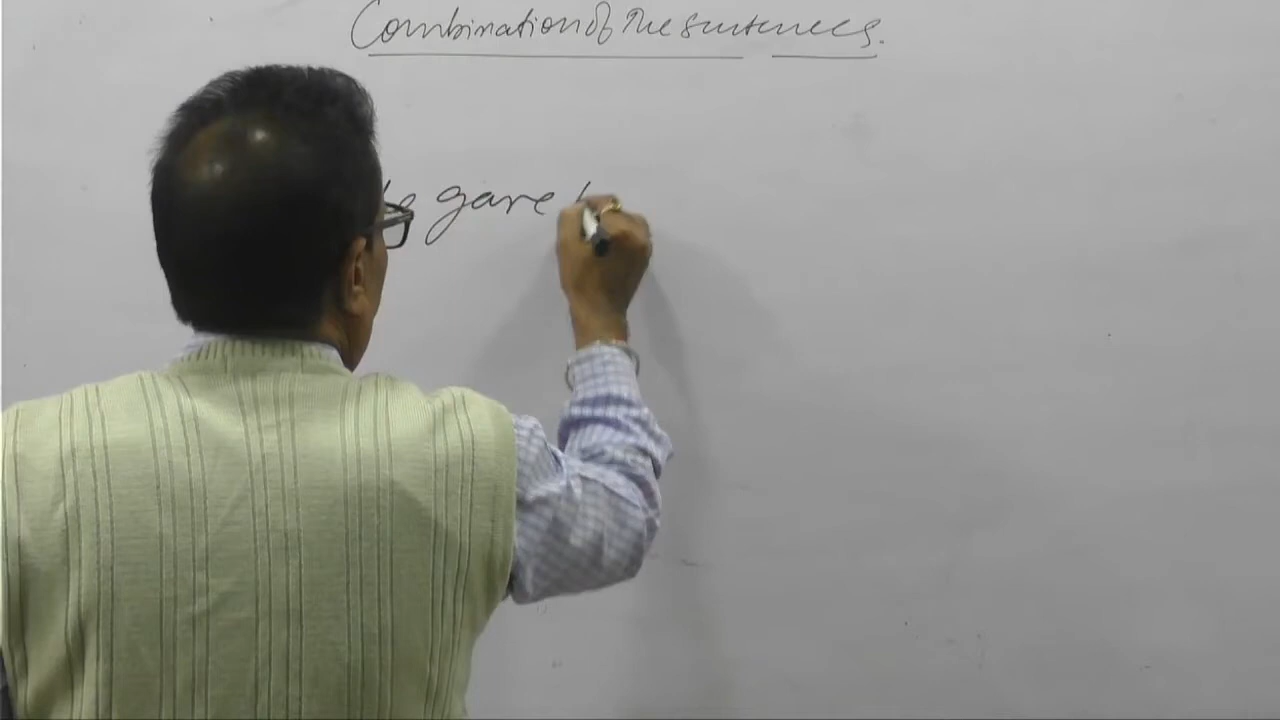 Combination of the sentences.
gave